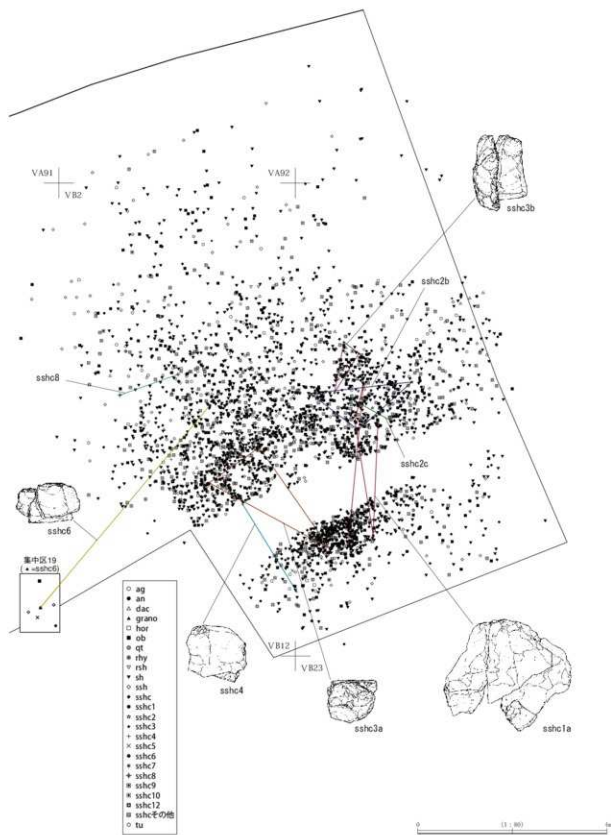 VA91
VB2
VA92
sshc3b
sshc2b
sshc8
sshc2c
sshc6
集中区19
(▲=sshc6)
sshc4
VB12
VB23
sshc3a
sshc1a
ag
an
dac
grano
hor
ob
qt
rhy
rsh
sh
ssh
sshc
sshc1
sshc2
sshc3
sshc4
sshc5
sshc6
sshc7
sshc8
sshc9
sshc10
sshc12
sshcその他
tu
0
(1:80)